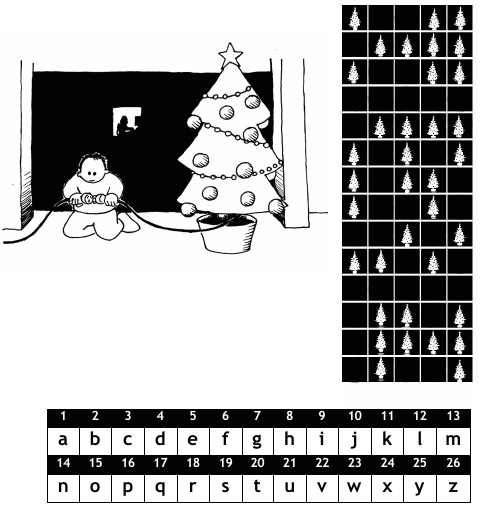 1 2 3 4 5 6 7 8 9 10 11 12 13
a b c d e f g h i j k l m
14 15 16 17 18 19 20 21 22 23 24 25 26
n o p q r s t u v w x y z